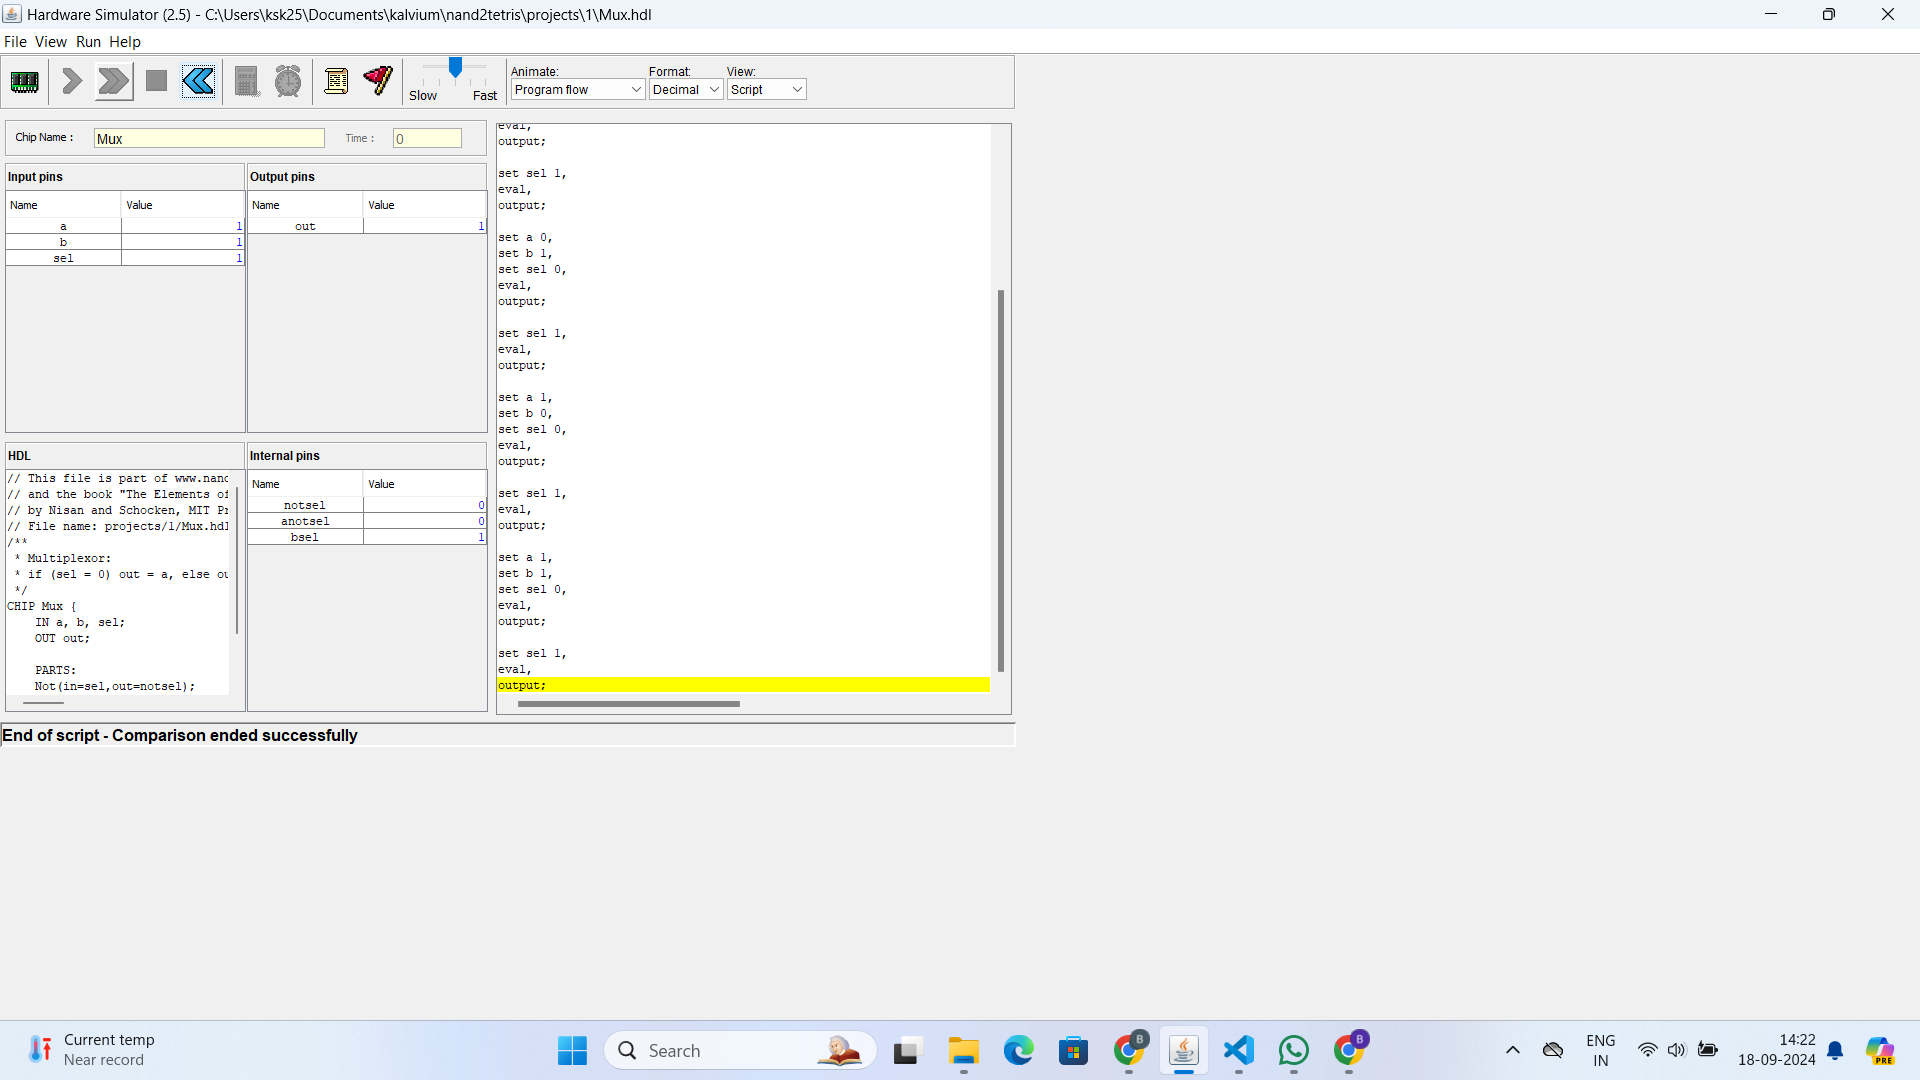 Hardware Simulator (2.5) - C:\Users\ksk25\Documents\kalvium\nand2tetris\projects\1\Mux.hdl
File View Run Help
Slow Fast
Animate: Format: View:
Program flow Decimal Script
Chip Name : Mux Time : 0
Input pins
Name Value
a 1
b 1
sel 1
Output pins
Name Value
out 1
HDL
// This file is part of www.nand
// and the book "The Elements of
// by Nisan and Schocken, MIT Pr
// File name: projects/1/Mux.hdl
/**
* Multiplexor:
* if (sel = 0) out = a, else ou
*/
CHIP Mux {
IN a, b, sel;
OUT out;
PARTS:
Not(in=sel,out=notsel);
Internal pins
Name Value
notsel 0
anotsel 0
bsel 1
eval,
output;
set sel 1,
eval,
output;
set a 0,
set b 1,
set sel 0,
eval,
output;
set sel 1,
eval,
output;
set a 1,
set b 0,
set sel 0,
eval,
output;
set sel 1,
eval,
output;
set a 1,
set b 1,
set sel 0,
eval,
output;
set sel 1,
eval,
output;
End of script - Comparison ended successfully
Current temp
Near record
Search
B
B
ENG
IN
14:22
18-09-2024
PRE